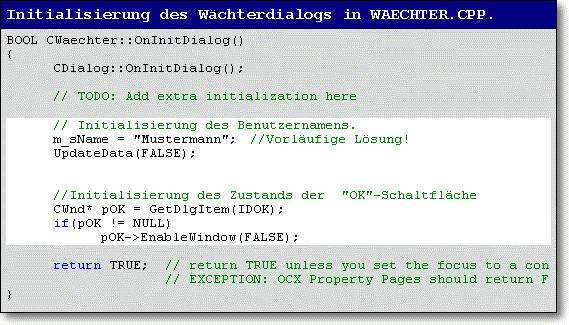 Initialisierung des Wächterdialogs in WAECHTER.CPP.
BOOL CWaechter::OnInitDialog()
{
CDialog::OnInitDialog();
// TODO: Add extra initialization here
// Initialisierung des Benutzernamens.
m_sName = "Mustermann";  //Vorläufige Lösung!
UpdateData(FALSE);
//Initialisierung des Zustands der  "OK"-Schaltfläche
CWnd* pOK = GetDlgItem(IDOK);
if(pOK != NULL)
pOK->EnableWindow(FALSE);
return TRUE;  // return TRUE unless you set the focus to a con
// EXCEPTION: OCX Property Pages should return F
}